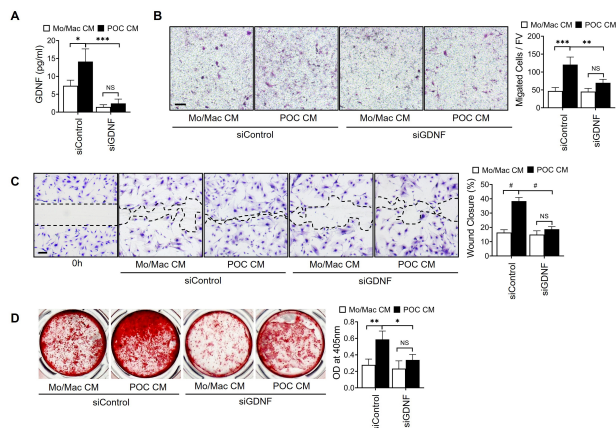 A
Mo/Mac CM POC CM
* ***
GDNF (pg/ml)
25
20
15
10
5
0
NS
siControl
siGDNF
B
Mo/Mac CM POC CM Mo/Mac CM POC CM
siControl siGDNF
Mo/Mac CM POC CM
Migated Cells / FV
200
150
100
50
0
*** **
NS
siControl
siGDNF
C
0h Mo/Mac CM POC CM Mo/Mac CM POC CM
siControl siGDNF
Mo/Mac CM POC CM
Wound Closure (%)
50
40
30
20
10
0
# #
NS
siControl
siGDNF
D
Mo/Mac CM POC CM Mo/Mac CM POC CM
siControl siGDNF
Mo/Mac CM POC CM
OD at 405nm
0.8
0.6
0.4
0.2
0.0
** *
NS
siControl
siGDNF